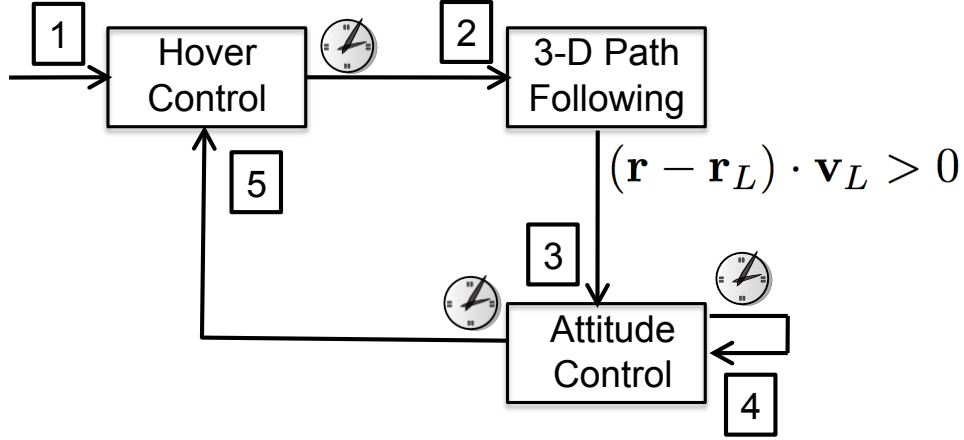 1
Hover
Control
2
3-D Path
Following
(r − r_L) · v_L > 0
5
3
Attitude
Control
4